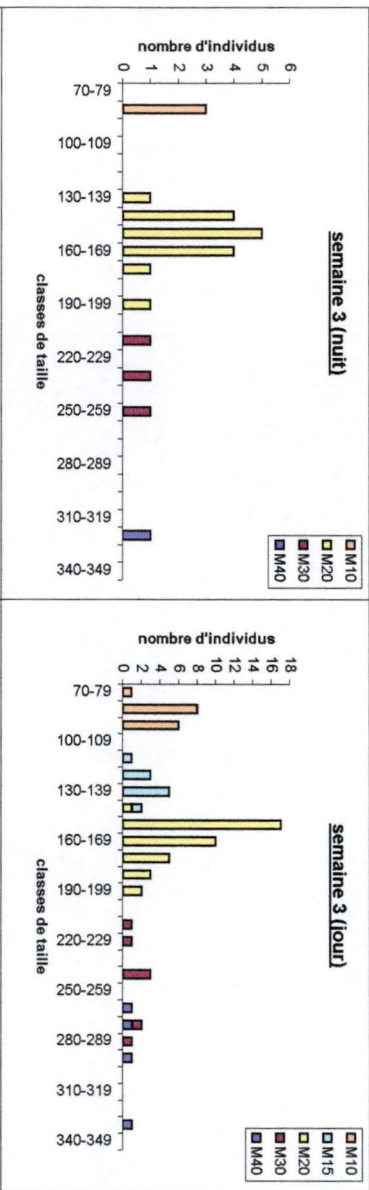 semaine 3 (nuit)
nombre d'individus
0 1 2 3 4 5 6
70-79
100-109
130-139
160-169
190-199
220-229
250-259
280-289
310-319
340-349
classes de taille
M10
M20
M30
M40
semaine 3 (jour)
nombre d'individus
0 2 4 6 8 10 12 14 16 18
70-79
100-109
130-139
160-169
190-199
220-229
250-259
280-289
310-319
340-349
classes de taille
M10
M15
M20
M30
M40